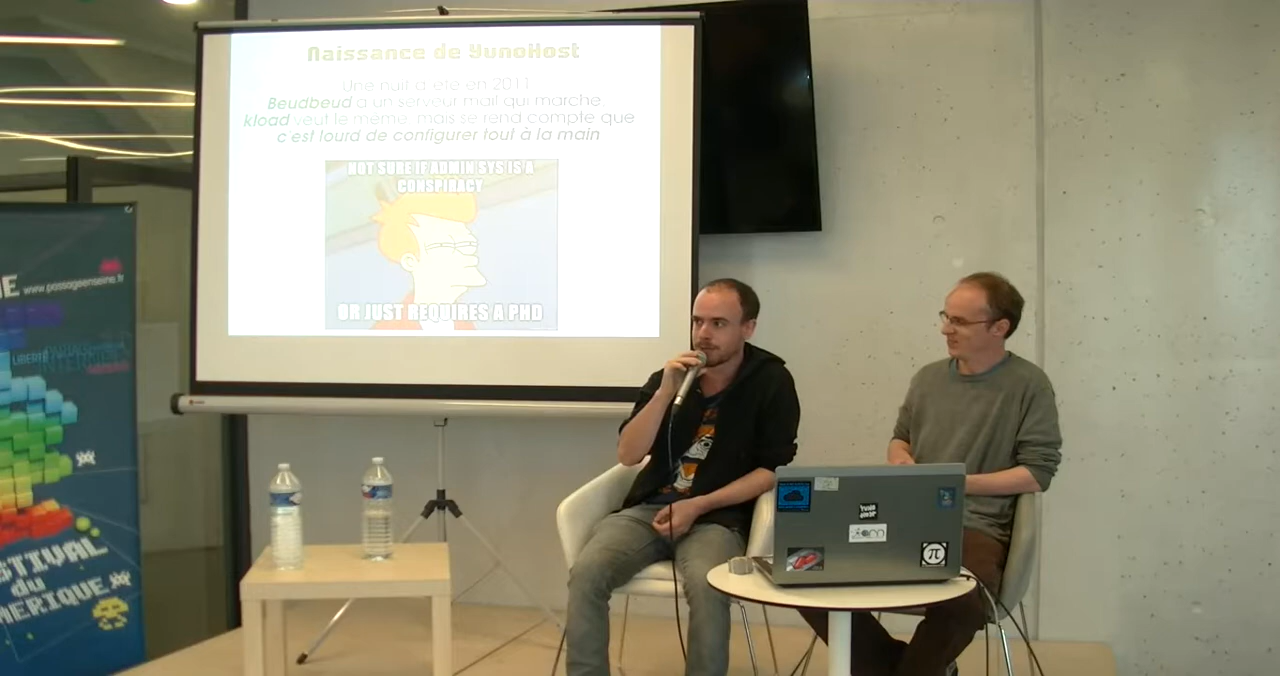 Naissance de YunoHost
Une nuit d'été en 2011
Beudbeud a un serveur mail qui marche,
kload veut le même, mais se rend compte que
c'est lourd de configurer tout à la main
NOT SURE IF ADMIN SYS IS A
CONSPIRACY
OR JUST REQUIRES A PHD
E www.passageenseine.fr
LIBERTÉ
STIVAL
du
MERIQUE
π